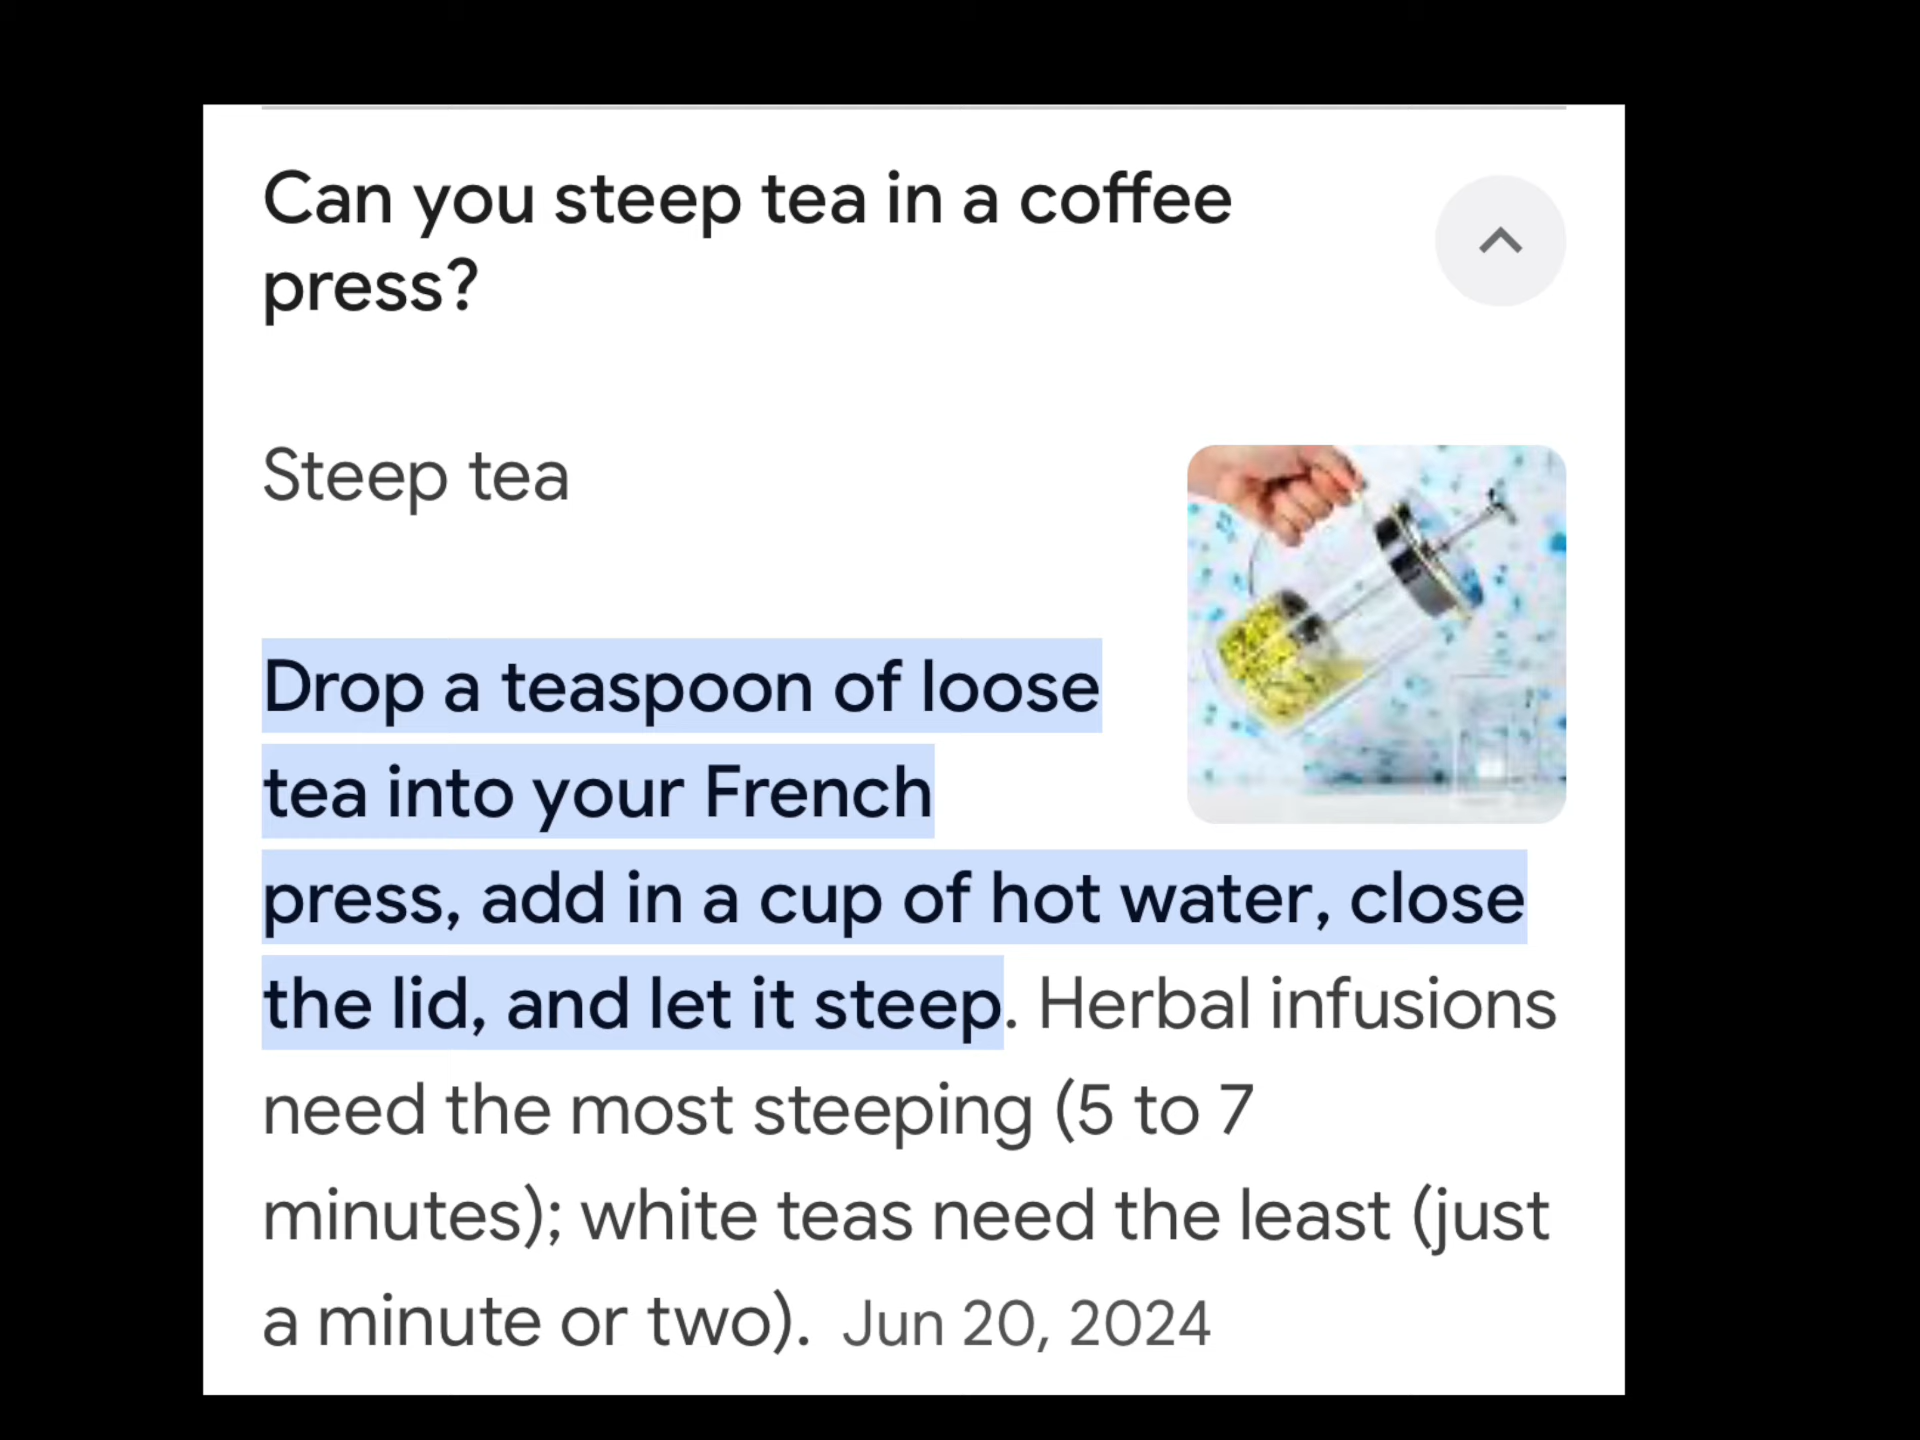 Can you steep tea in a coffee
press?
Steep tea
Drop a teaspoon of loose
tea into your French
press, add in a cup of hot water, close
the lid, and let it steep. Herbal infusions
need the most steeping (5 to 7
minutes); white teas need the least (just
a minute or two). Jun 20, 2024